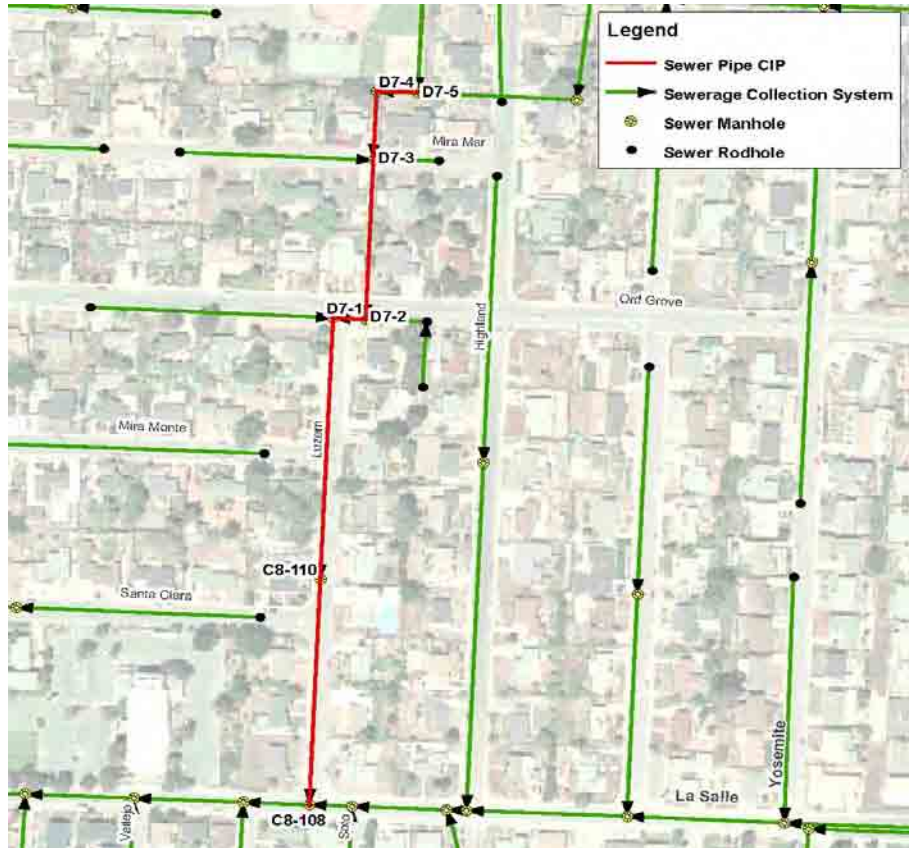 Legend
Sewer Pipe CIP
Sewerage Collection System
Sewer Manhole
Sewer Rodhole
D7-4
D7-5
Mira Mar
D7-3
Ord Grove
D7-1
D7-2
Highland
Mira Monte
Luzern
C8-110
Santa Clara
Yosemite
La Salle
Vallejo
C8-108
Soto